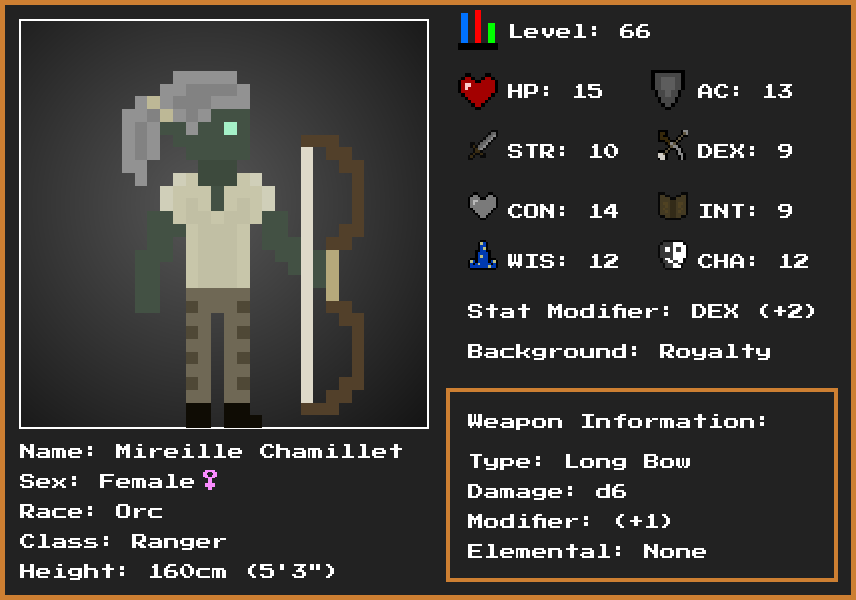 Level: 66
HP: 15
AC: 13
STR: 10
DEX: 9
CON: 14
INT: 9
WIS: 12
CHA: 12
Stat Modifier: DEX (+2)
Background: Royalty
Weapon Information:
Type: Long Bow
Damage: d6
Modifier: (+1)
Elemental: None
Name: Mireille Chamillet
Sex: Female♀
Race: Orc
Class: Ranger
Height: 160cm (5'3")